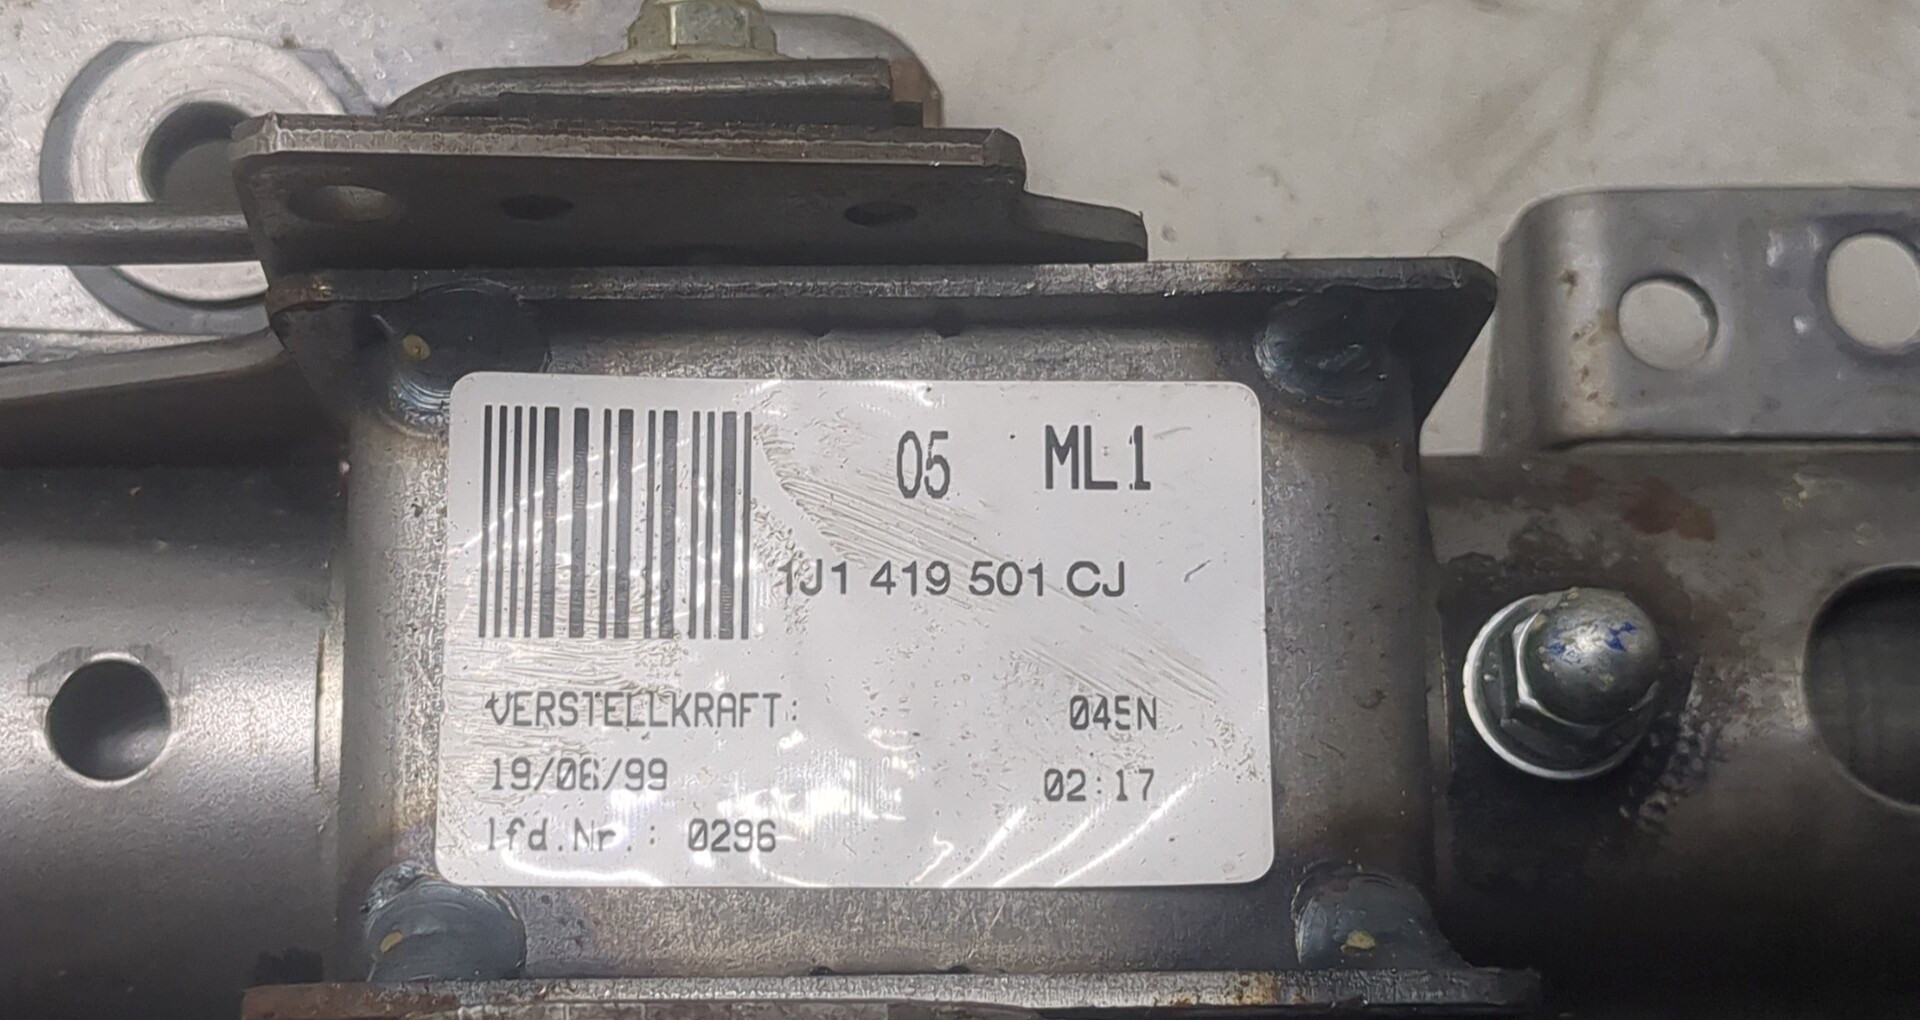 05 ML1
1J1 419 501 CJ
VERSTELLKRAFT: 045N
19/06/99 02:17
lfd.Nr.: 0296